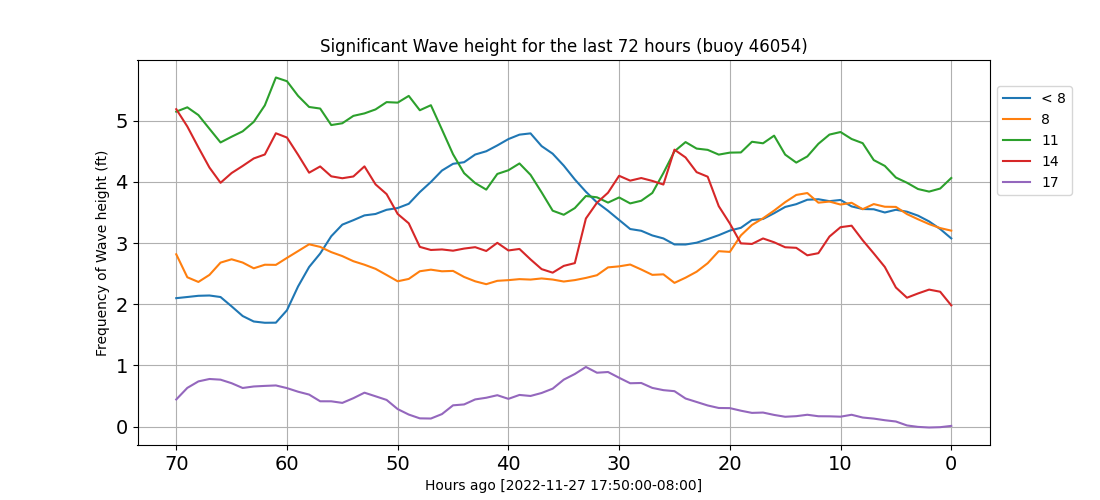 Significant Wave height for the last 72 hours (buoy 46054)
Frequency of Wave height (ft)
5
4
3
2
1
0
70 60 50 40 30 20 10 0
Hours ago [2022-11-27 17:50:00-08:00]
< 8
8
11
14
17